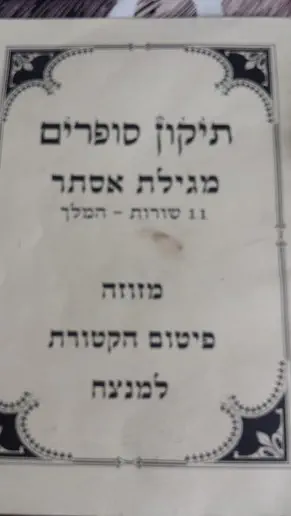 תיקון סופרים
מגילת אסתר
11 שורות - המלך
מזוזה
פיטום הקטורת
למנצח